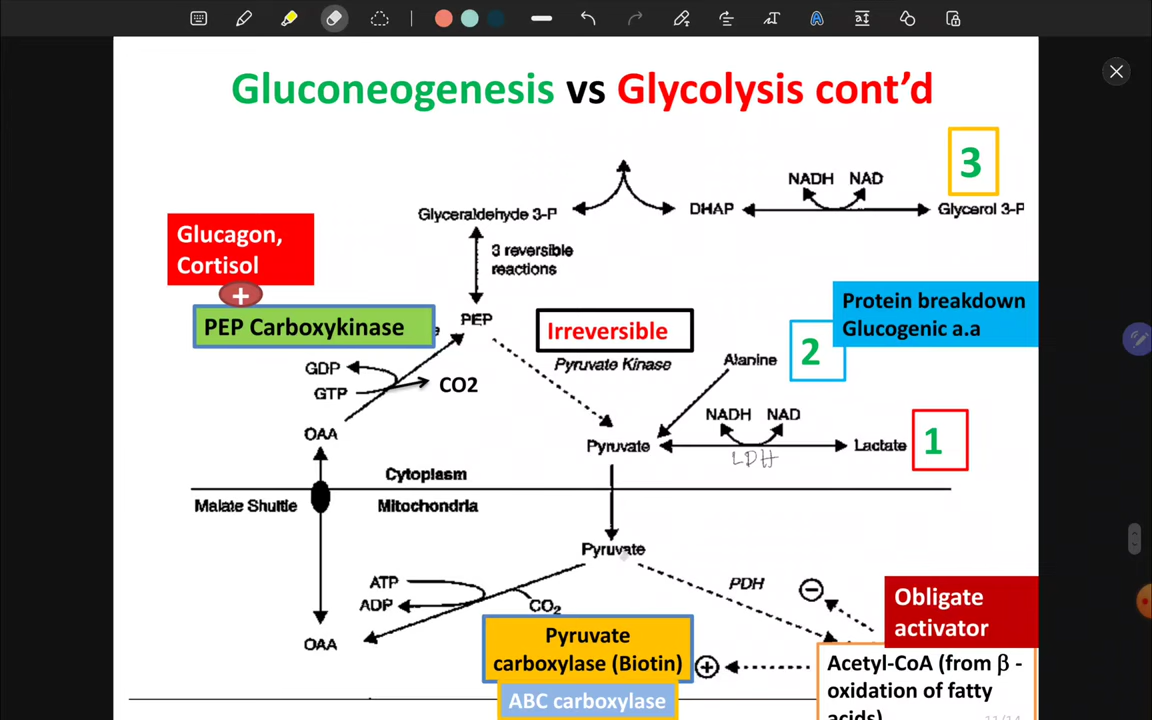 Gluconeogenesis vs Glycolysis cont’d
3
NADH NAD
Glyceraldehyde 3-P
DHAP
Glycerol 3-P
Glucagon,
Cortisol
+
3 reversible
reactions
PEP Carboxykinase
PEP
Irreversible
Pyruvate Kinase
Protein breakdown
Glucogenic a.a
Alanine
2
GDP
GTP
CO2
NADH NAD
OAA
Pyruvate
LDH
Lactate
1
Cytoplasm
Malate Shuttle
Mitochondria
Pyruvate
ATP
ADP
CO2
PDH
Obligate
activator
OAA
Pyruvate
carboxylase (Biotin)
+
Acetyl-CoA (from β -
oxidation of fatty
acids)
ABC carboxylase
11/14